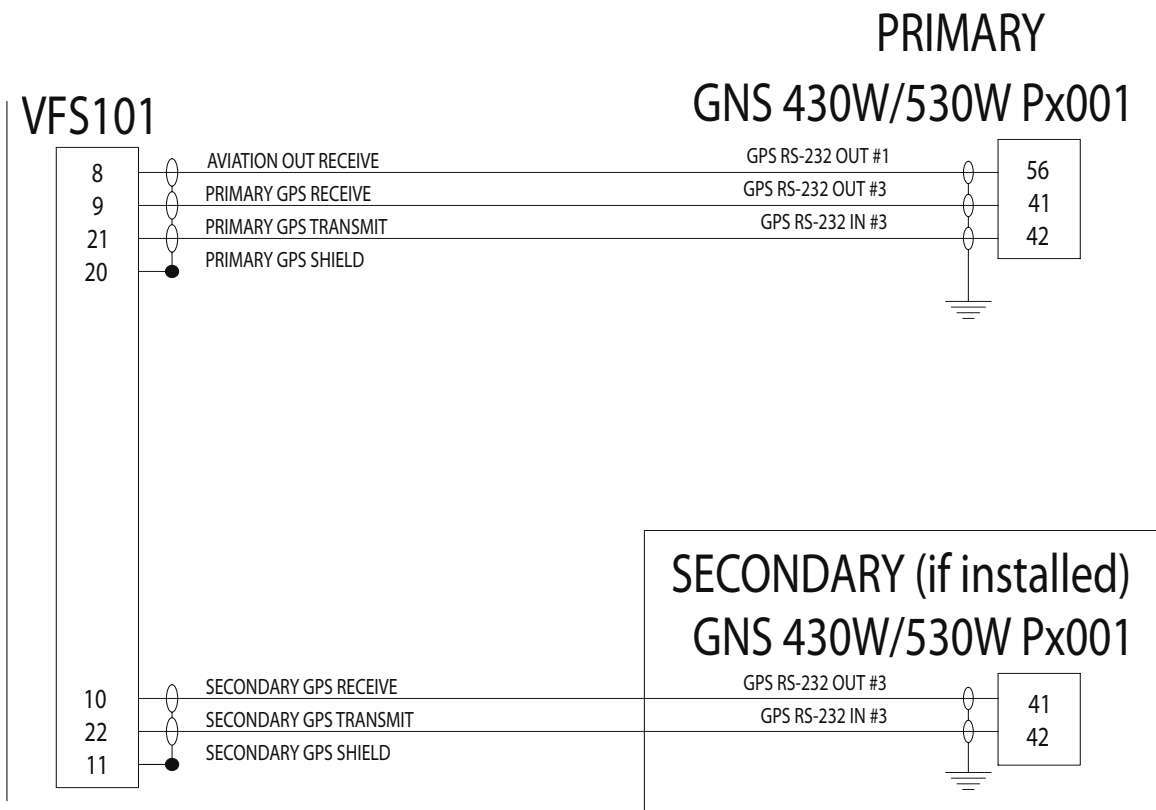 PRIMARY
GNS 430W/530W Px001
VFS101
8 AVIATION OUT RECEIVE GPS RS-232 OUT #1 56
9 PRIMARY GPS RECEIVE GPS RS-232 OUT #3 41
21 PRIMARY GPS TRANSMIT GPS RS-232 IN #3 42
20 PRIMARY GPS SHIELD
SECONDARY (if installed)
GNS 430W/530W Px001
10 SECONDARY GPS RECEIVE GPS RS-232 OUT #3 41
22 SECONDARY GPS TRANSMIT GPS RS-232 IN #3 42
11 SECONDARY GPS SHIELD